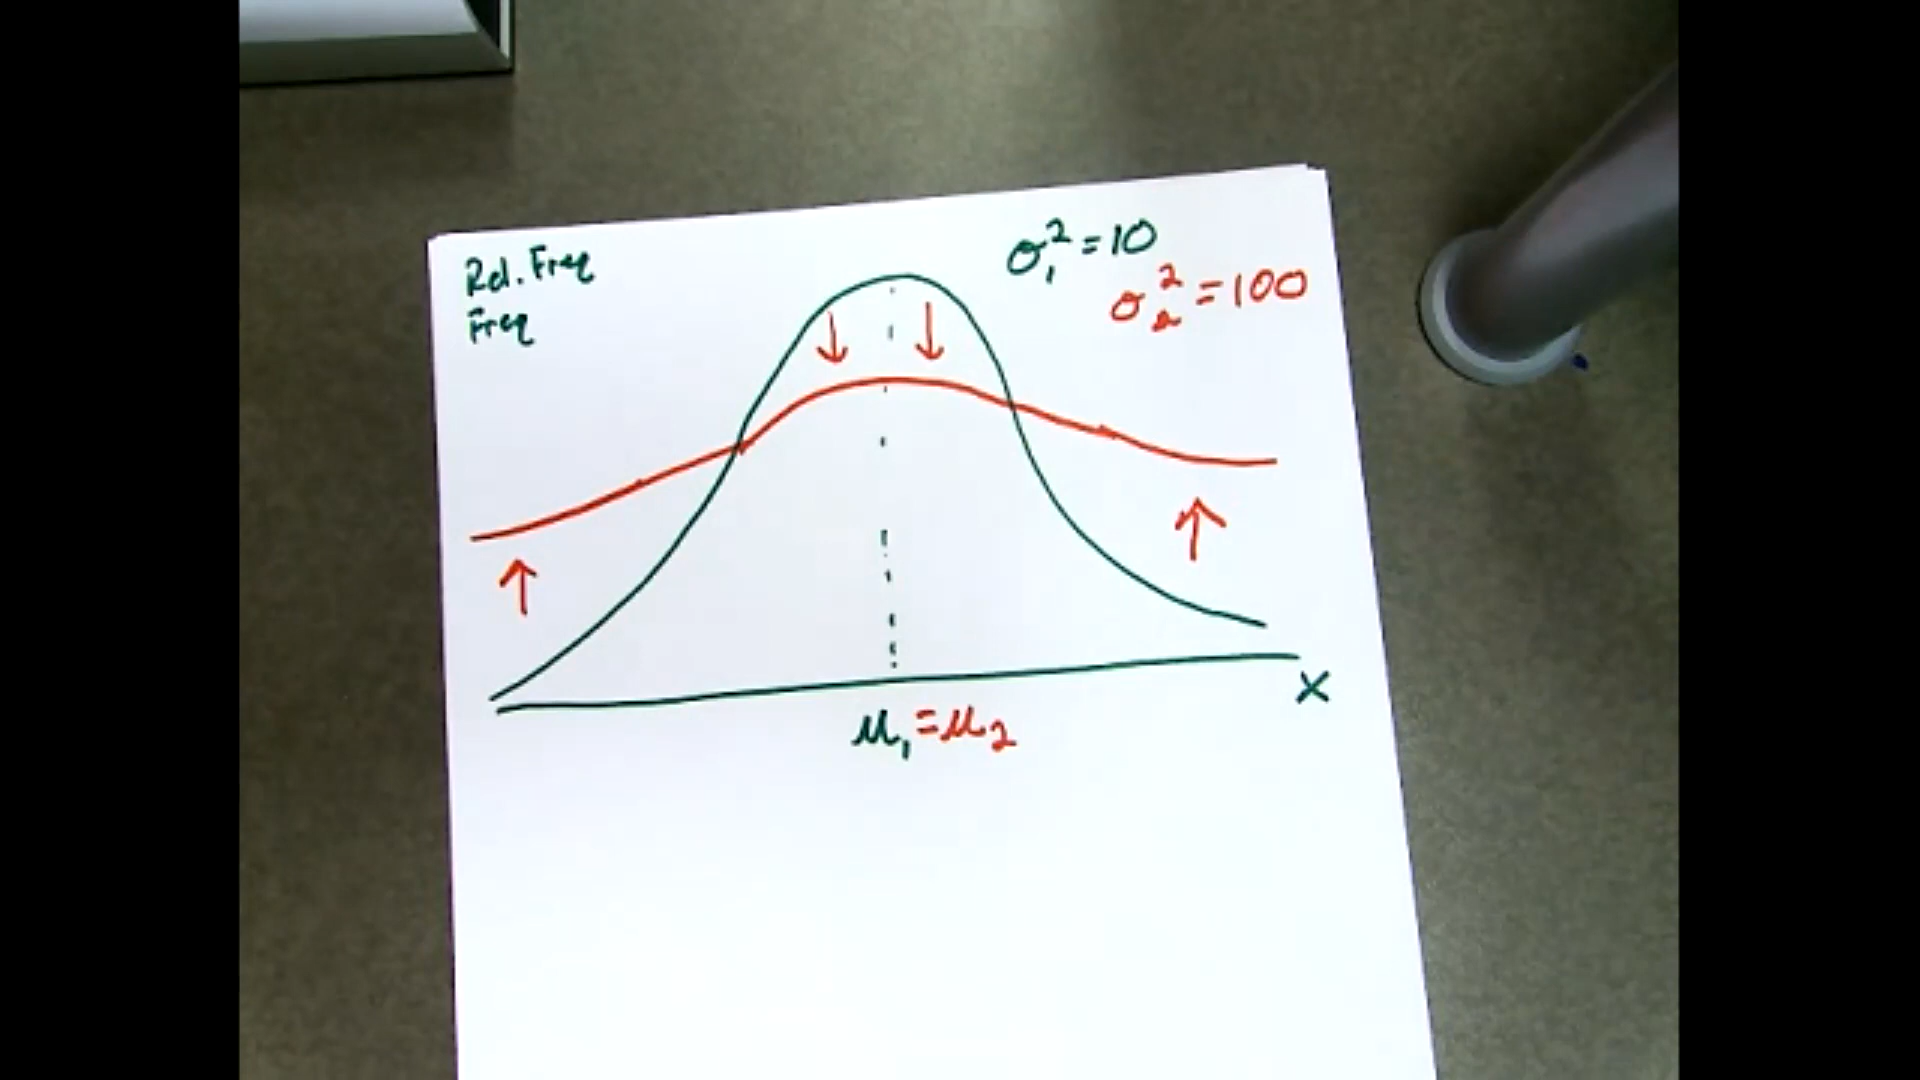 Rel. Freq
Freq
σ₁² = 10
σ₂² = 100
x
μ₁ = μ₂